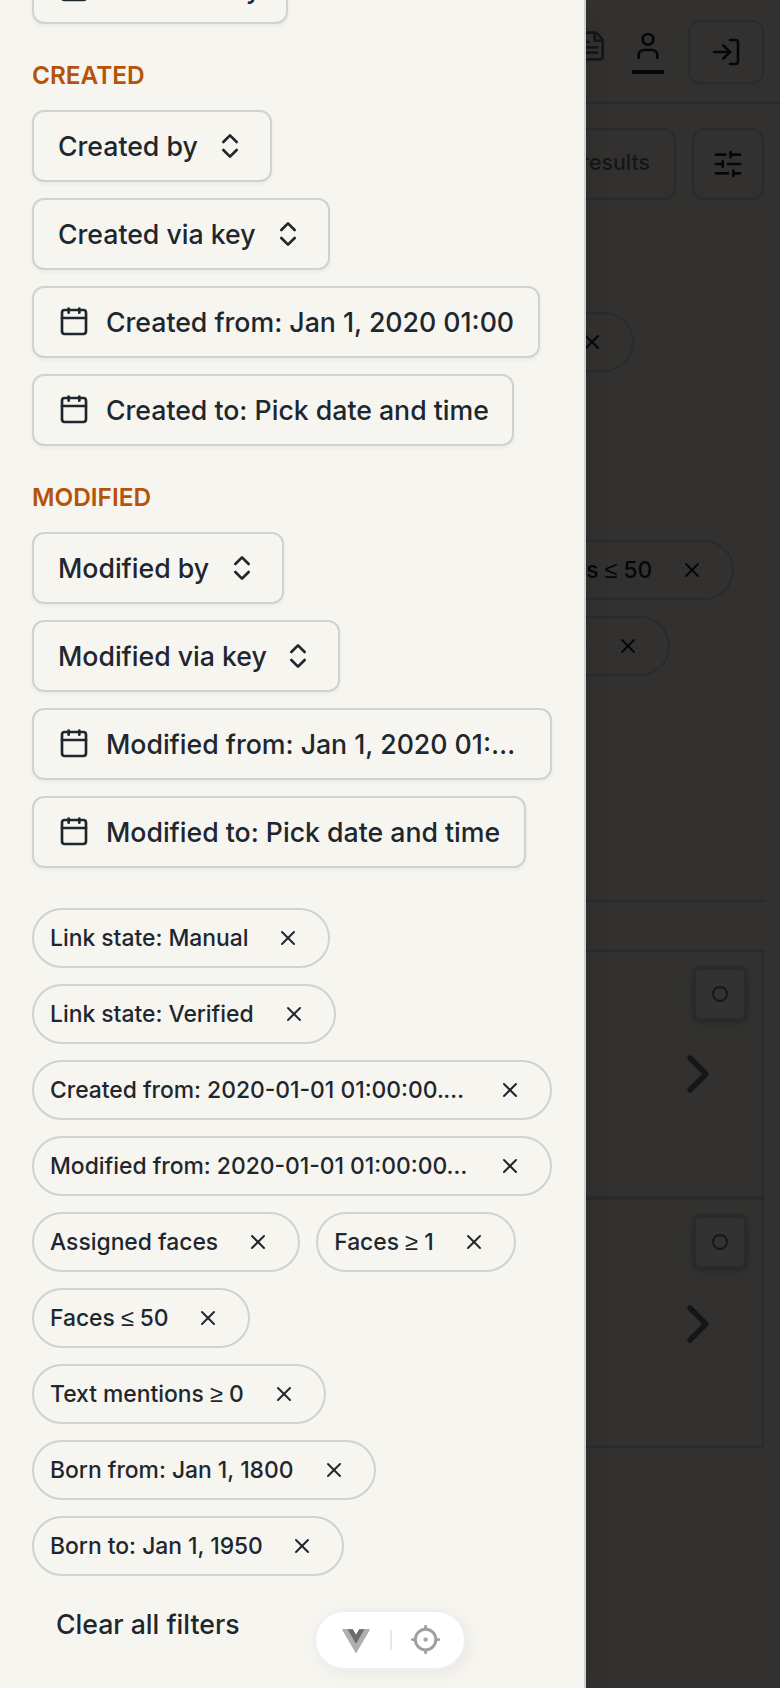 CREATED
Created by
Created via key
Created from: Jan 1, 2020 01:00
Created to: Pick date and time
results
MODIFIED
Modified by
s ≤ 50
Modified via key
Modified from: Jan 1, 2020 01:...
Modified to: Pick date and time
Link state: Manual
Link state: Verified
Created from: 2020-01-01 01:00:00....
Modified from: 2020-01-01 01:00:00...
Assigned faces
Faces ≥ 1
Faces ≤ 50
Text mentions ≥ 0
Born from: Jan 1, 1800
Born to: Jan 1, 1950
Clear all filters